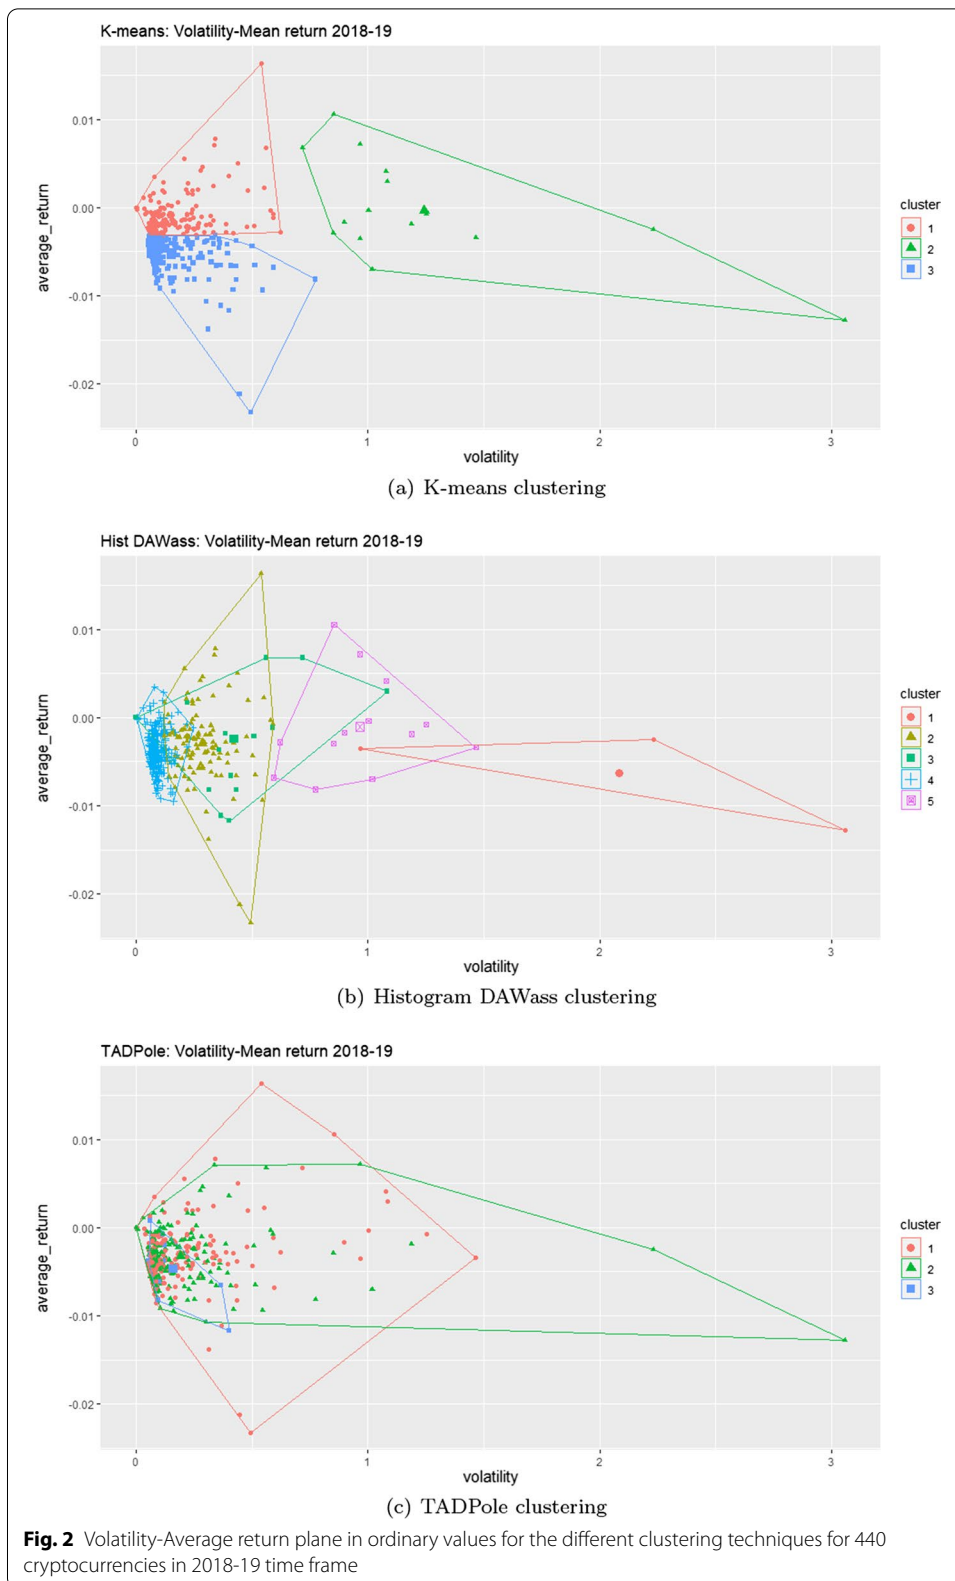 K-means: Volatility-Mean return 2018-19
0.01
0.00
-0.01
-0.02
average_return
0 1 2 3
volatility
cluster
1
2
3
(a) K-means clustering
Hist DAWass: Volatility-Mean return 2018-19
0.01
0.00
-0.01
-0.02
average_return
0 1 2 3
volatility
cluster
1
2
3
4
5
(b) Histogram DAWass clustering
TADPole: Volatility-Mean return 2018-19
0.01
0.00
-0.01
-0.02
average_return
0 1 2 3
volatility
cluster
1
2
3
(c) TADPole clustering
Fig. 2 Volatility-Average return plane in ordinary values for the different clustering techniques for 440
cryptocurrencies in 2018-19 time frame